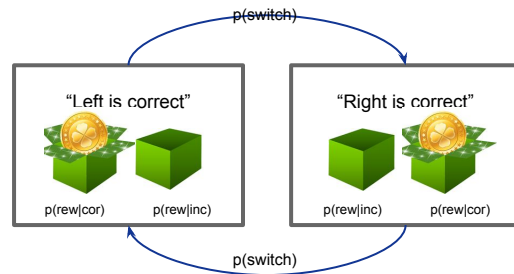 p(switch)
“Left is correct”
“Right is correct”
p(rew|cor)
p(rew|inc)
p(rew|inc)
p(rew|cor)
p(switch)